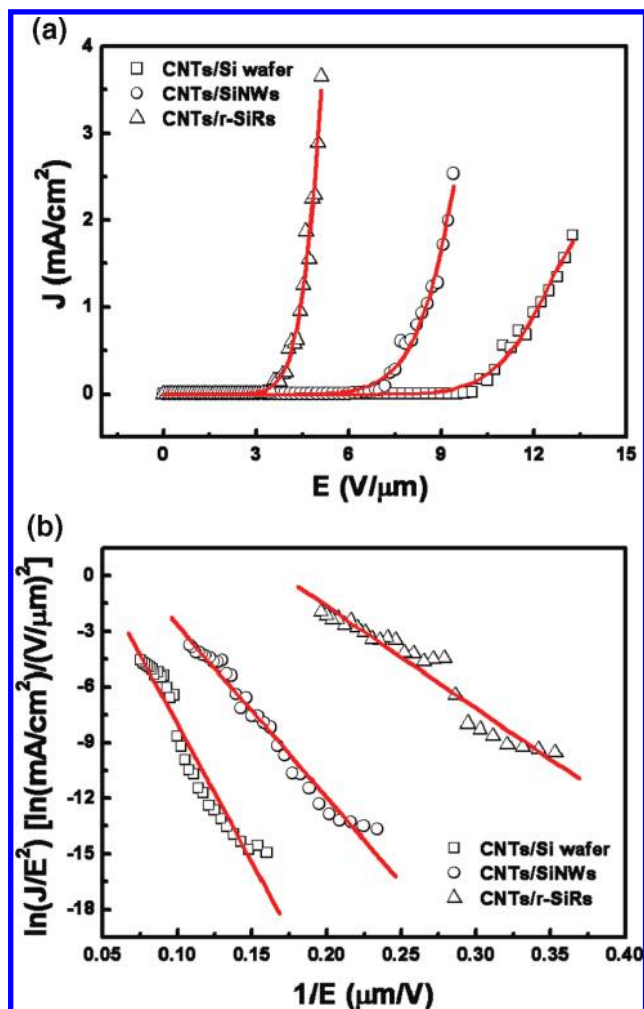 (a)
4
3
2
1
0
J (mA/cm²)
CNTs/Si wafer
CNTs/SiNWs
CNTs/r-SiRs
0 3 6 9 12 15
E (V/μm)
(b)
0
-3
-6
-9
-12
-15
-18
ln(J/E²) [ln(mA/cm²)/(V/μm)²]
CNTs/Si wafer
CNTs/SiNWs
CNTs/r-SiRs
0.05 0.10 0.15 0.20 0.25 0.30 0.35 0.40
1/E (μm/V)